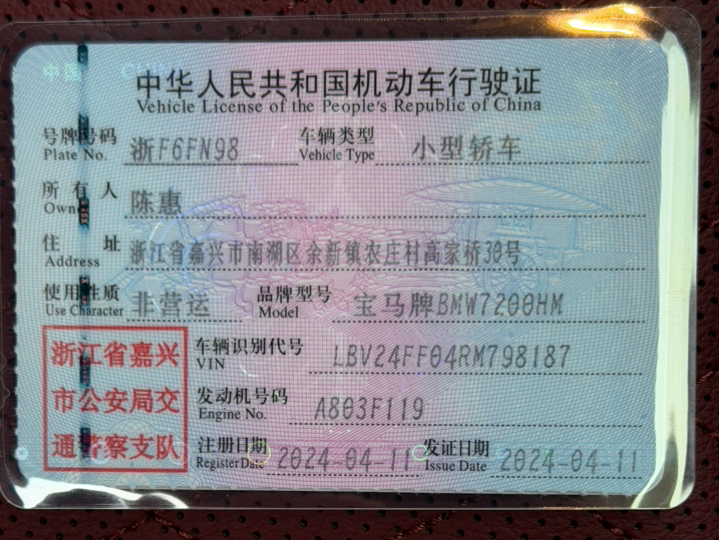 中国 CHINA
中华人民共和国机动车行驶证
Vehicle License of the People's Republic of China
号牌号码 浙F6FN98 车辆类型 小型轿车
Plate No. Vehicle Type
所有人 陈惠
Owner
住址 浙江省嘉兴市南湖区余新镇农庄村高家桥30号
Address
使用性质 非营运 品牌型号 宝马牌BMW7200HM
Use Character Model
浙江省嘉兴
市公安局交
通警察支队
车辆识别代号 LBV24FF04RM798187
VIN
发动机号码 A803F119
Engine No.
注册日期 2024-04-11 发证日期 2024-04-11
Register Date Issue Date